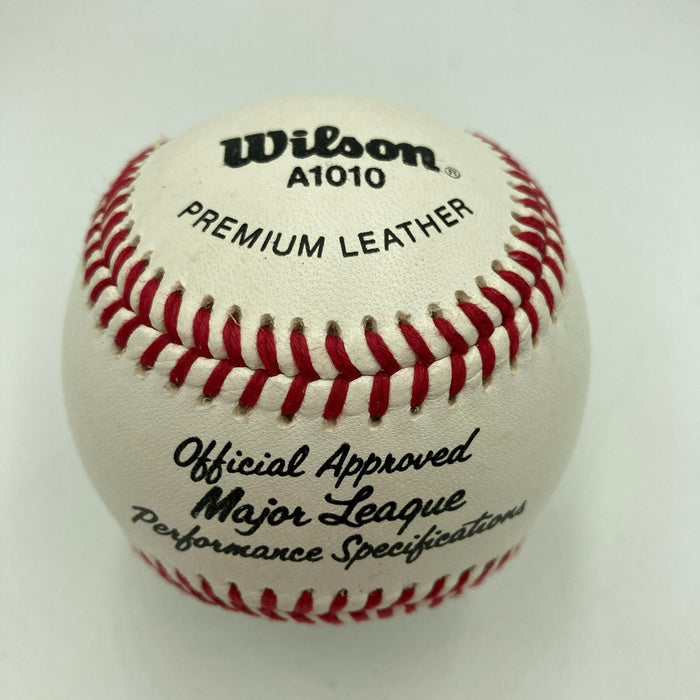 Wilson®
A1010
PREMIUM LEATHER
Official Approved
Major League
Performance Specifications